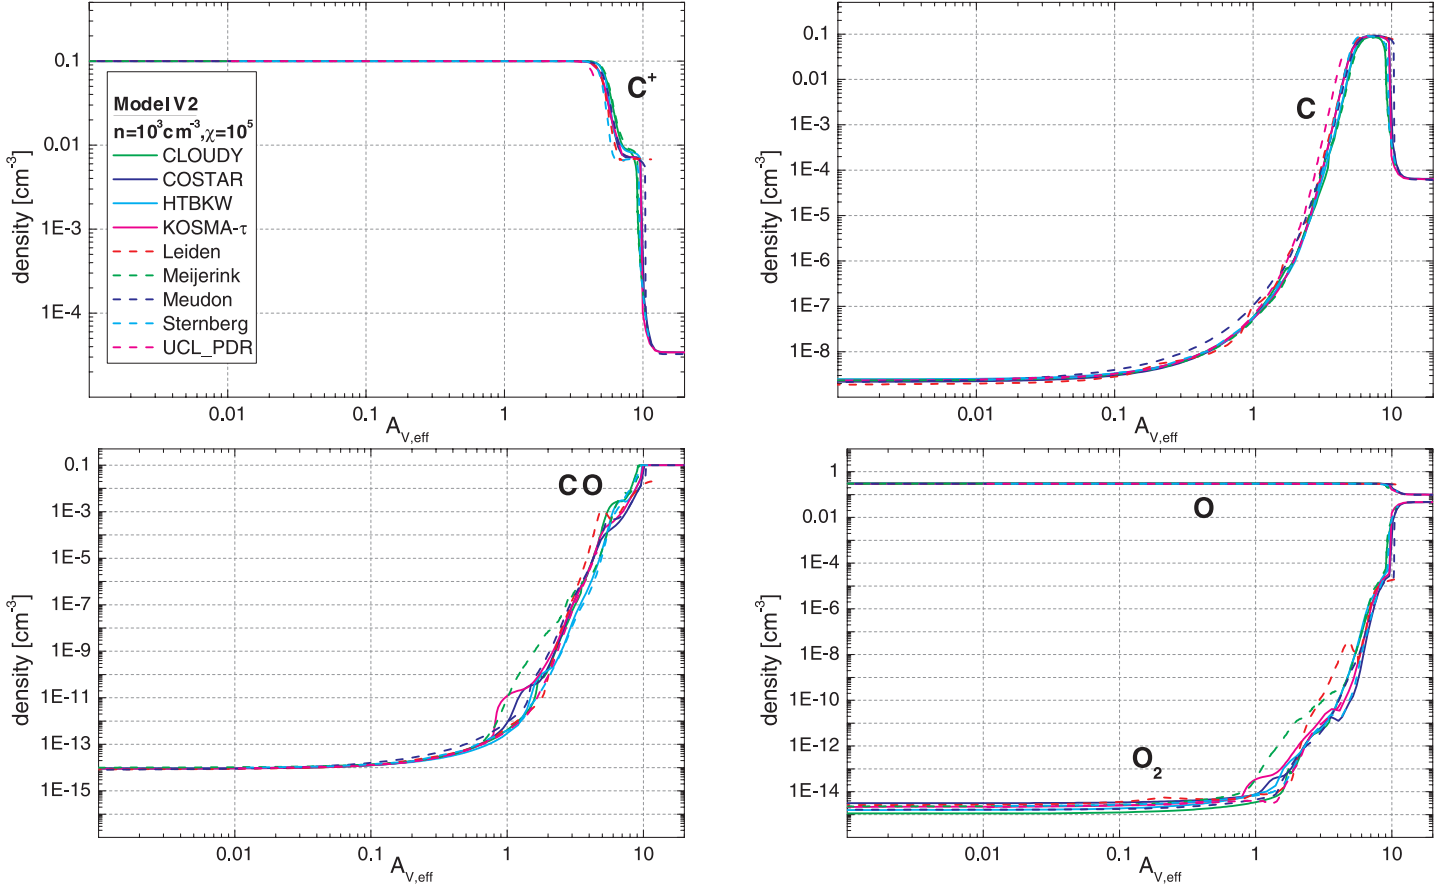 0.1
0.01
1E-3
1E-4
density [cm⁻³]
C⁺
Model V2
n=10³cm⁻³,χ=10⁵
CLOUDY
COSTAR
HTBKW
KOSMA-τ
Leiden
Meijerink
Meudon
Sternberg
UCL_PDR
0.01 0.1 1 10
A_V,eff
0.1
0.01
1E-3
1E-4
1E-5
1E-6
1E-7
1E-8
density [cm⁻³]
C
0.01 0.1 1 10
A_V,eff
0.1
1E-3
1E-5
1E-7
1E-9
1E-11
1E-13
1E-15
density [cm⁻³]
CO
0.01 0.1 1 10
A_V,eff
1
0.01
1E-4
1E-6
1E-8
1E-10
1E-12
1E-14
density [cm⁻³]
O
O₂
0.01 0.1 1 10
A_V,eff